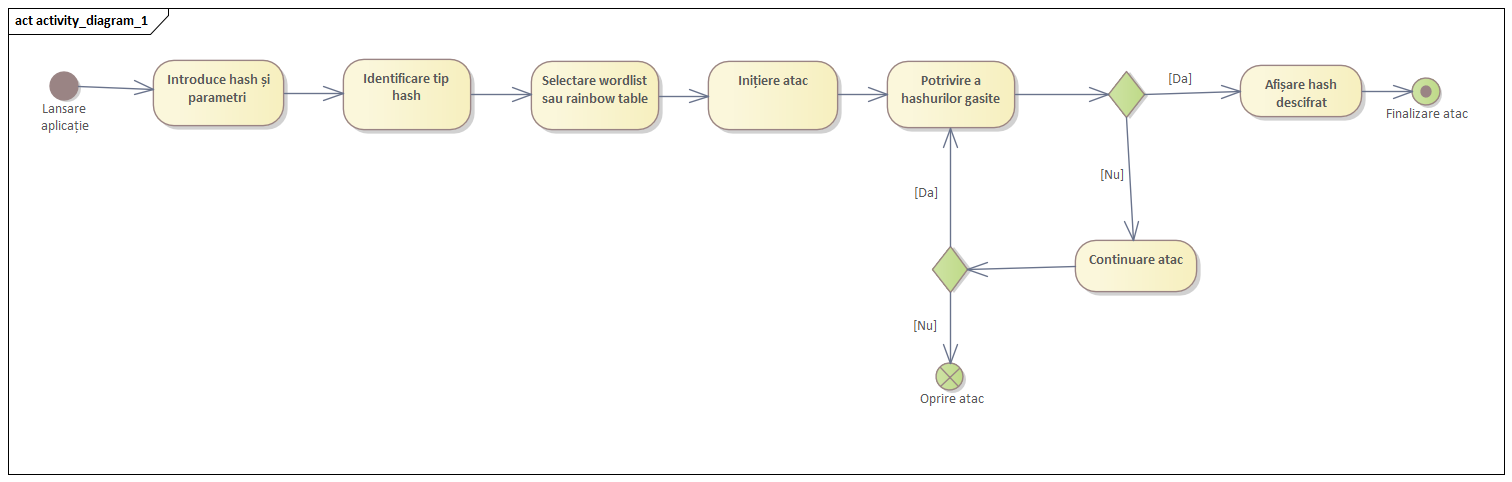 act activity_diagram_1
Lansare
aplicație
Introduce hash și
parametri
Identificare tip
hash
Selectare wordlist
sau rainbow table
Inițiere atac
Potrivire a
hashurilor gasite
[Da]
Afișare hash
descifrat
Finalizare atac
[Nu]
[Da]
Continuare atac
[Nu]
Oprire atac